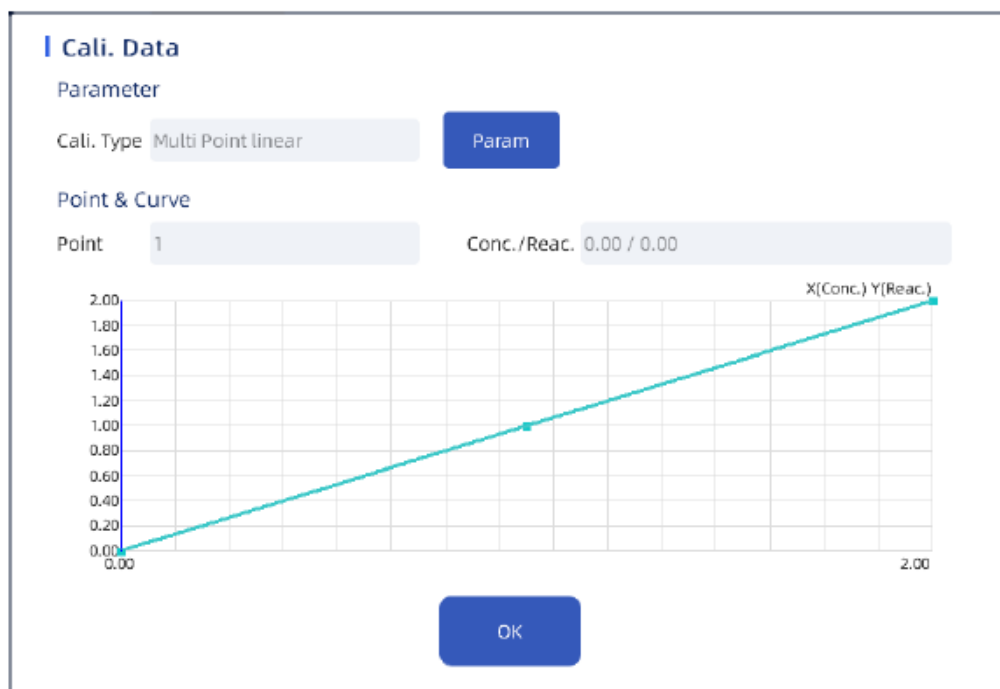 Cali. Data
Parameter
Cali. Type Multi Point linear Param
Point & Curve
Point 1 Conc./Reac. 0.00 / 0.00
X(Conc.) Y(Reac.)
2.00
1.80
1.60
1.40
1.20
1.00
0.80
0.60
0.40
0.20
0.00
0.00 2.00
OK